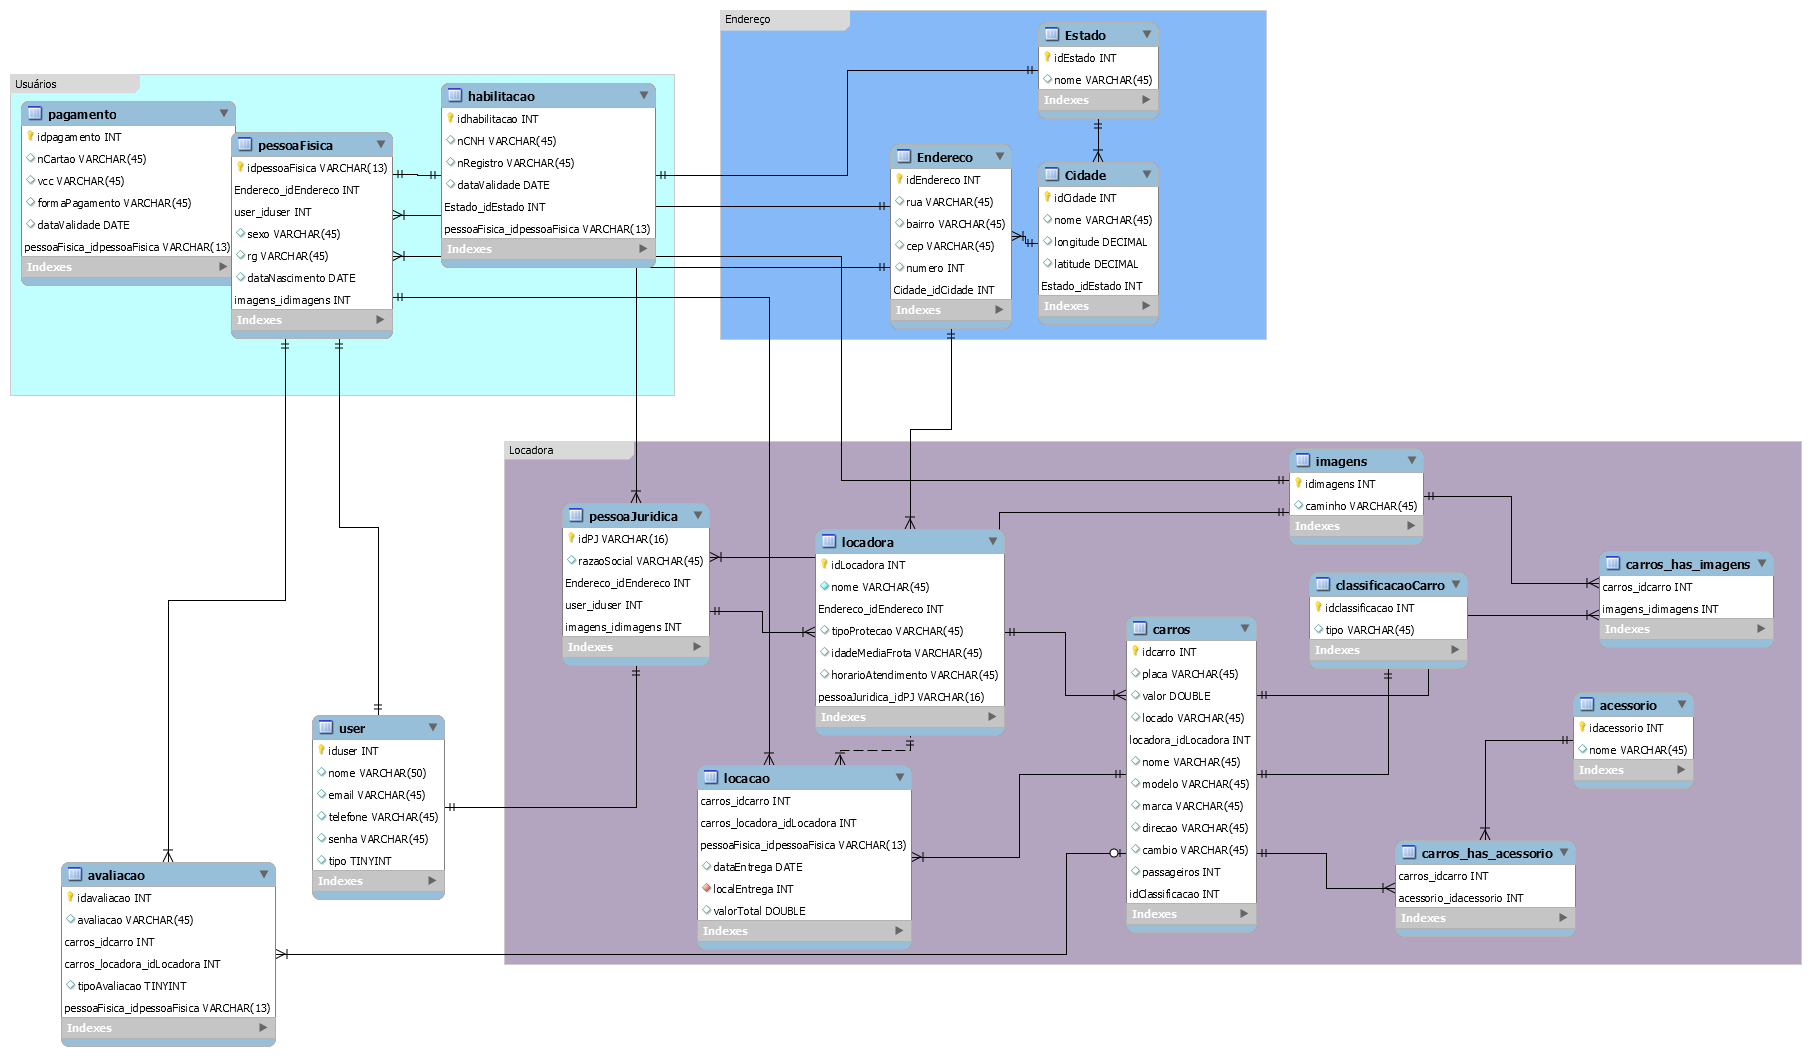 Usuários
pagamento
idpagamento INT
nCartao VARCHAR(45)
vcc VARCHAR(45)
formaPagamento VARCHAR(45)
dataValidade DATE
pessoaFisica_idpessoaFisica VARCHAR(13)
Indexes
pessoaFisica
idpessoaFisica VARCHAR(13)
Endereco_idEndereco INT
user_iduser INT
sexo VARCHAR(45)
rg VARCHAR(45)
dataNascimento DATE
imagens_idimagens INT
Indexes
habilitacao
idhabilitacao INT
nCNH VARCHAR(45)
nRegistro VARCHAR(45)
dataValidade DATE
Estado_idEstado INT
pessoaFisica_idpessoaFisica VARCHAR(13)
Indexes
Endereço
Estado
idEstado INT
nome VARCHAR(45)
Indexes
Endereco
idEndereco INT
rua VARCHAR(45)
bairro VARCHAR(45)
cep VARCHAR(45)
numero INT
Cidade_idCidade INT
Indexes
Cidade
idCidade INT
nome VARCHAR(45)
longitude DECIMAL
latitude DECIMAL
Estado_idEstado INT
Indexes
Locadora
pessoaJuridica
idPJ VARCHAR(16)
razaoSocial VARCHAR(45)
Endereco_idEndereco INT
user_iduser INT
imagens_idimagens INT
Indexes
locadora
idLocadora INT
nome VARCHAR(45)
Endereco_idEndereco INT
tipoProtecao VARCHAR(45)
idadeMediaFrota VARCHAR(45)
horarioAtendimento VARCHAR(45)
pessoaJuridica_idPJ VARCHAR(16)
Indexes
imagens
idimagens INT
caminho VARCHAR(45)
Indexes
carros_has_imagens
carros_idcarro INT
imagens_idimagens INT
Indexes
classificacaoCarro
idclassificacao INT
tipo VARCHAR(45)
Indexes
carros
idcarro INT
placa VARCHAR(45)
valor DOUBLE
locado VARCHAR(45)
locadora_idLocadora INT
nome VARCHAR(45)
modelo VARCHAR(45)
marca VARCHAR(45)
direcao VARCHAR(45)
cambio VARCHAR(45)
passageiros INT
idClassificacao INT
Indexes
acessorio
idacessorio INT
nome VARCHAR(45)
Indexes
carros_has_acessorio
carros_idcarro INT
acessorio_idacessorio INT
Indexes
locacao
carros_idcarro INT
carros_locadora_idLocadora INT
pessoaFisica_idpessoaFisica VARCHAR(13)
dataEntrega DATE
localEntrega INT
valorTotal DOUBLE
Indexes
user
iduser INT
nome VARCHAR(50)
email VARCHAR(45)
telefone VARCHAR(45)
senha VARCHAR(45)
tipo TINYINT
Indexes
avaliacao
idavaliacao INT
avaliacao VARCHAR(45)
carros_idcarro INT
carros_locadora_idLocadora INT
tipoAvaliacao TINYINT
pessoaFisica_idpessoaFisica VARCHAR(13)
Indexes